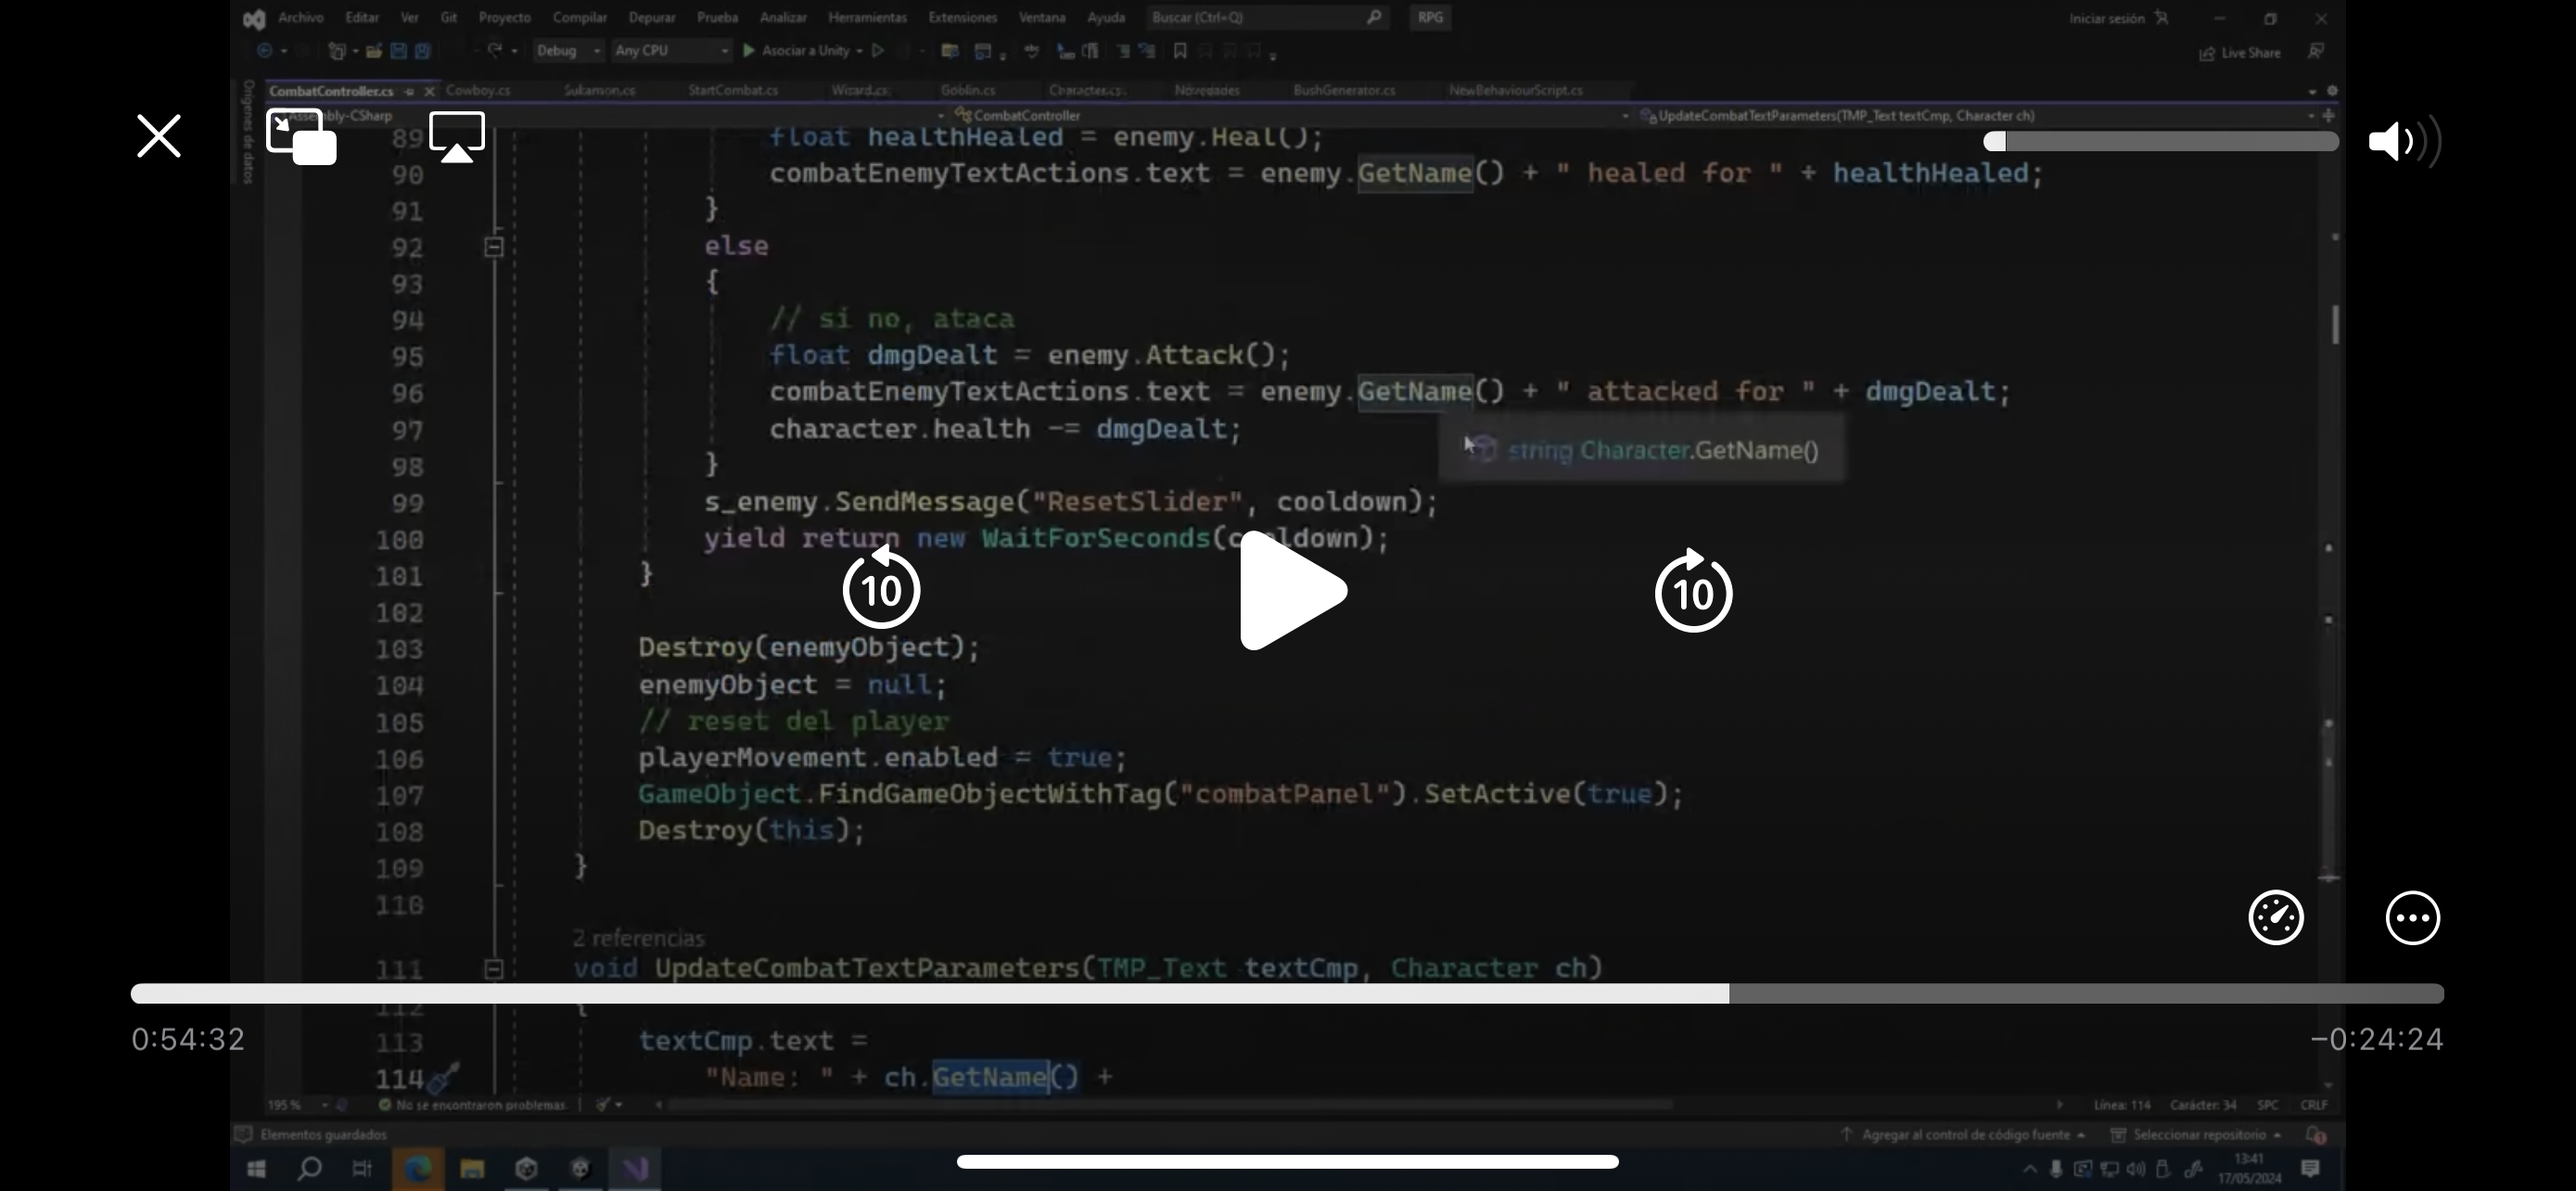 Archivo Editar Ver Git Proyecto Compilar Depurar Prueba Analizar Herramientas Extensiones Ventana Ayuda Buscar (Ctrl+Q) RPG Iniciar sesión
Debug Any CPU Asociar a Unity Live Share
Orígenes de datos
CombatController.cs Cowboy.cs Sukamon.cs StartCombat.cs Wizard.cs Goblin.cs Character.cs Novedades BushGenerator.cs NewBehaviourScript.cs
Assembly-CSharp CombatController UpdateCombatTextParameters(TMP_Text textCmp, Character ch)
89 float healthHealed = enemy.Heal();
90 combatEnemyTextActions.text = enemy.GetName() + " healed for " + healthHealed;
91 }
92 else
93 {
94 // si no, ataca
95 float dmgDealt = enemy.Attack();
96 combatEnemyTextActions.text = enemy.GetName() + " attacked for " + dmgDealt;
97 character.health -= dmgDealt;
string Character.GetName()
98 }
99 s_enemy.SendMessage("ResetSlider", cooldown);
100 yield return new WaitForSeconds(cooldown);
10 10
101 }
102
103 Destroy(enemyObject);
104 enemyObject = null;
105 // reset del player
106 playerMovement.enabled = true;
107 GameObject.FindGameObjectWithTag("combatPanel").SetActive(true);
108 Destroy(this);
109 }
110
2 referencias
111 void UpdateCombatTextParameters(TMP_Text textCmp, Character ch)
112 {
0:54:32 −0:24:24
113 textCmp.text =
114 "Name: " + ch.GetName() +
195 % No se encontraron problemas. Línea: 114 Carácter: 34 SPC CRLF
Elementos guardados Agregar al control de código fuente Seleccionar repositorio
13:41
17/05/2024